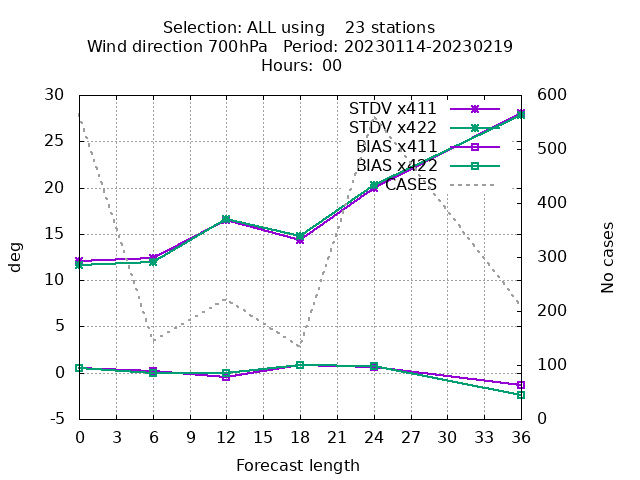 Selection: ALL using    23 stations
Wind direction 700hPa   Period: 20230114-20230219
Hours: 00
30
25
20
15
10
5
0
-5
deg
STDV x411
STDV x422
BIAS x411
BIAS x422
CASES
600
500
400
300
200
100
0
No cases
0 3 6 9 12 15 18 21 24 27 30 33 36
Forecast length